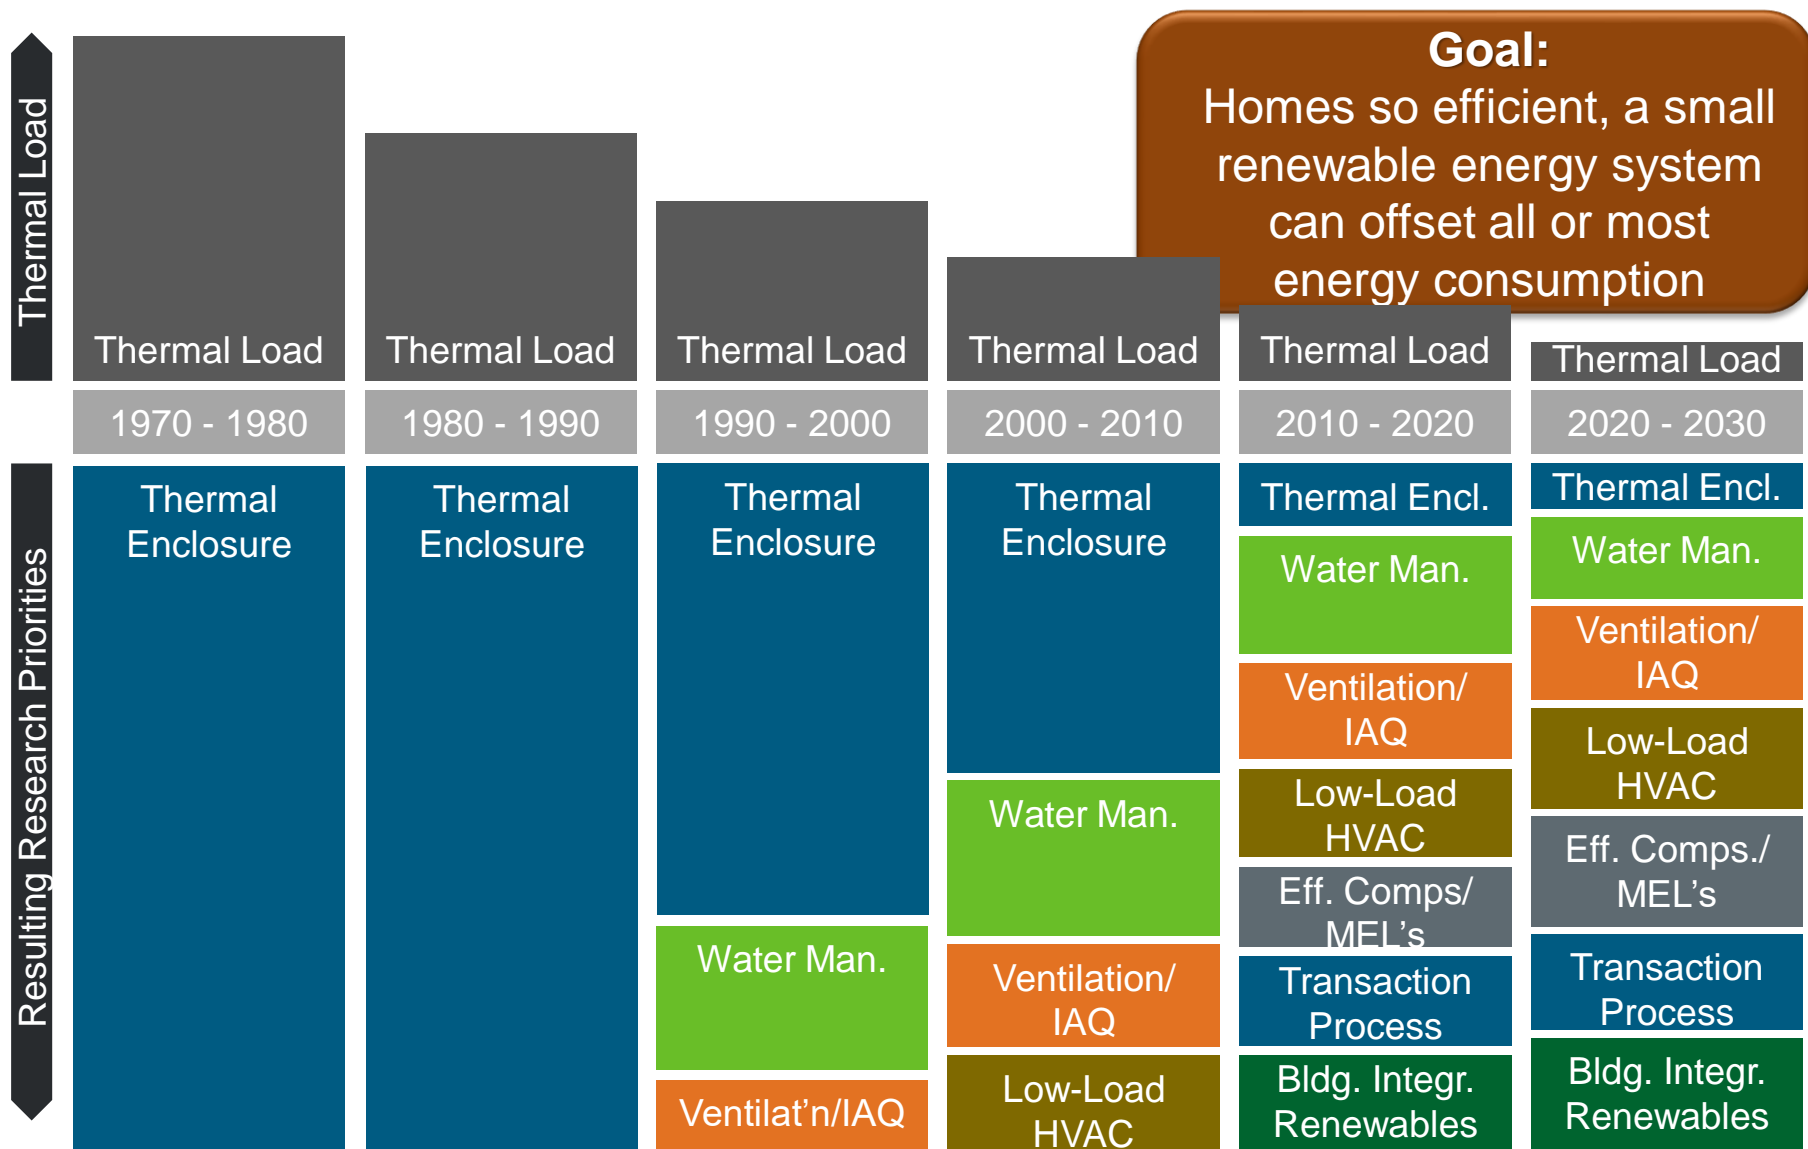 Goal:
Homes so efficient, a small
renewable energy system
can offset all or most
energy consumption
Thermal Load
Thermal Load
Thermal Load
Thermal Load
Thermal Load
Thermal Load
Thermal Load
1970 - 1980
1980 - 1990
1990 - 2000
2000 - 2010
2010 - 2020
2020 - 2030
Resulting Research Priorities
Thermal
Enclosure
Thermal
Enclosure
Thermal
Enclosure
Water Man.
Ventilat’n/IAQ
Thermal
Enclosure
Water Man.
Ventilation/
IAQ
Low-Load
HVAC
Thermal Encl.
Water Man.
Ventilation/
IAQ
Low-Load
HVAC
Eff. Comps/
MEL’s
Transaction
Process
Bldg. Integr.
Renewables
Thermal Encl.
Water Man.
Ventilation/
IAQ
Low-Load
HVAC
Eff. Comps./
MEL’s
Transaction
Process
Bldg. Integr.
Renewables